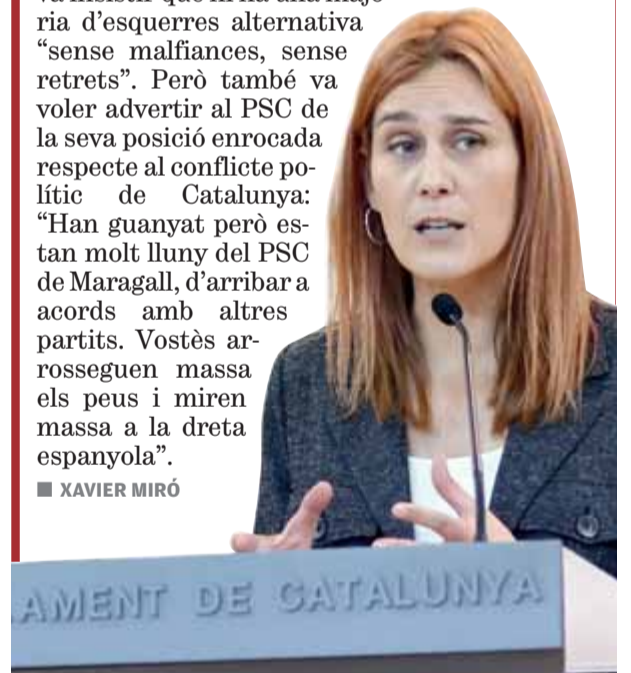 ria d’esquerres alternativa
“sense malfiances, sense
retrets”. Però també va
voler advertir al PSC de
la seva posició enrocada
respecte al conflicte po-
lític de Catalunya:
“Han guanyat però es-
tan molt lluny del PSC
de Maragall, d’arribar a
acords amb altres
partits. Vostès ar-
rosseguen massa
els peus i miren
massa a la dreta
espanyola”.
■ XAVIER MIRÓ
AMENT DE CATALUNYA